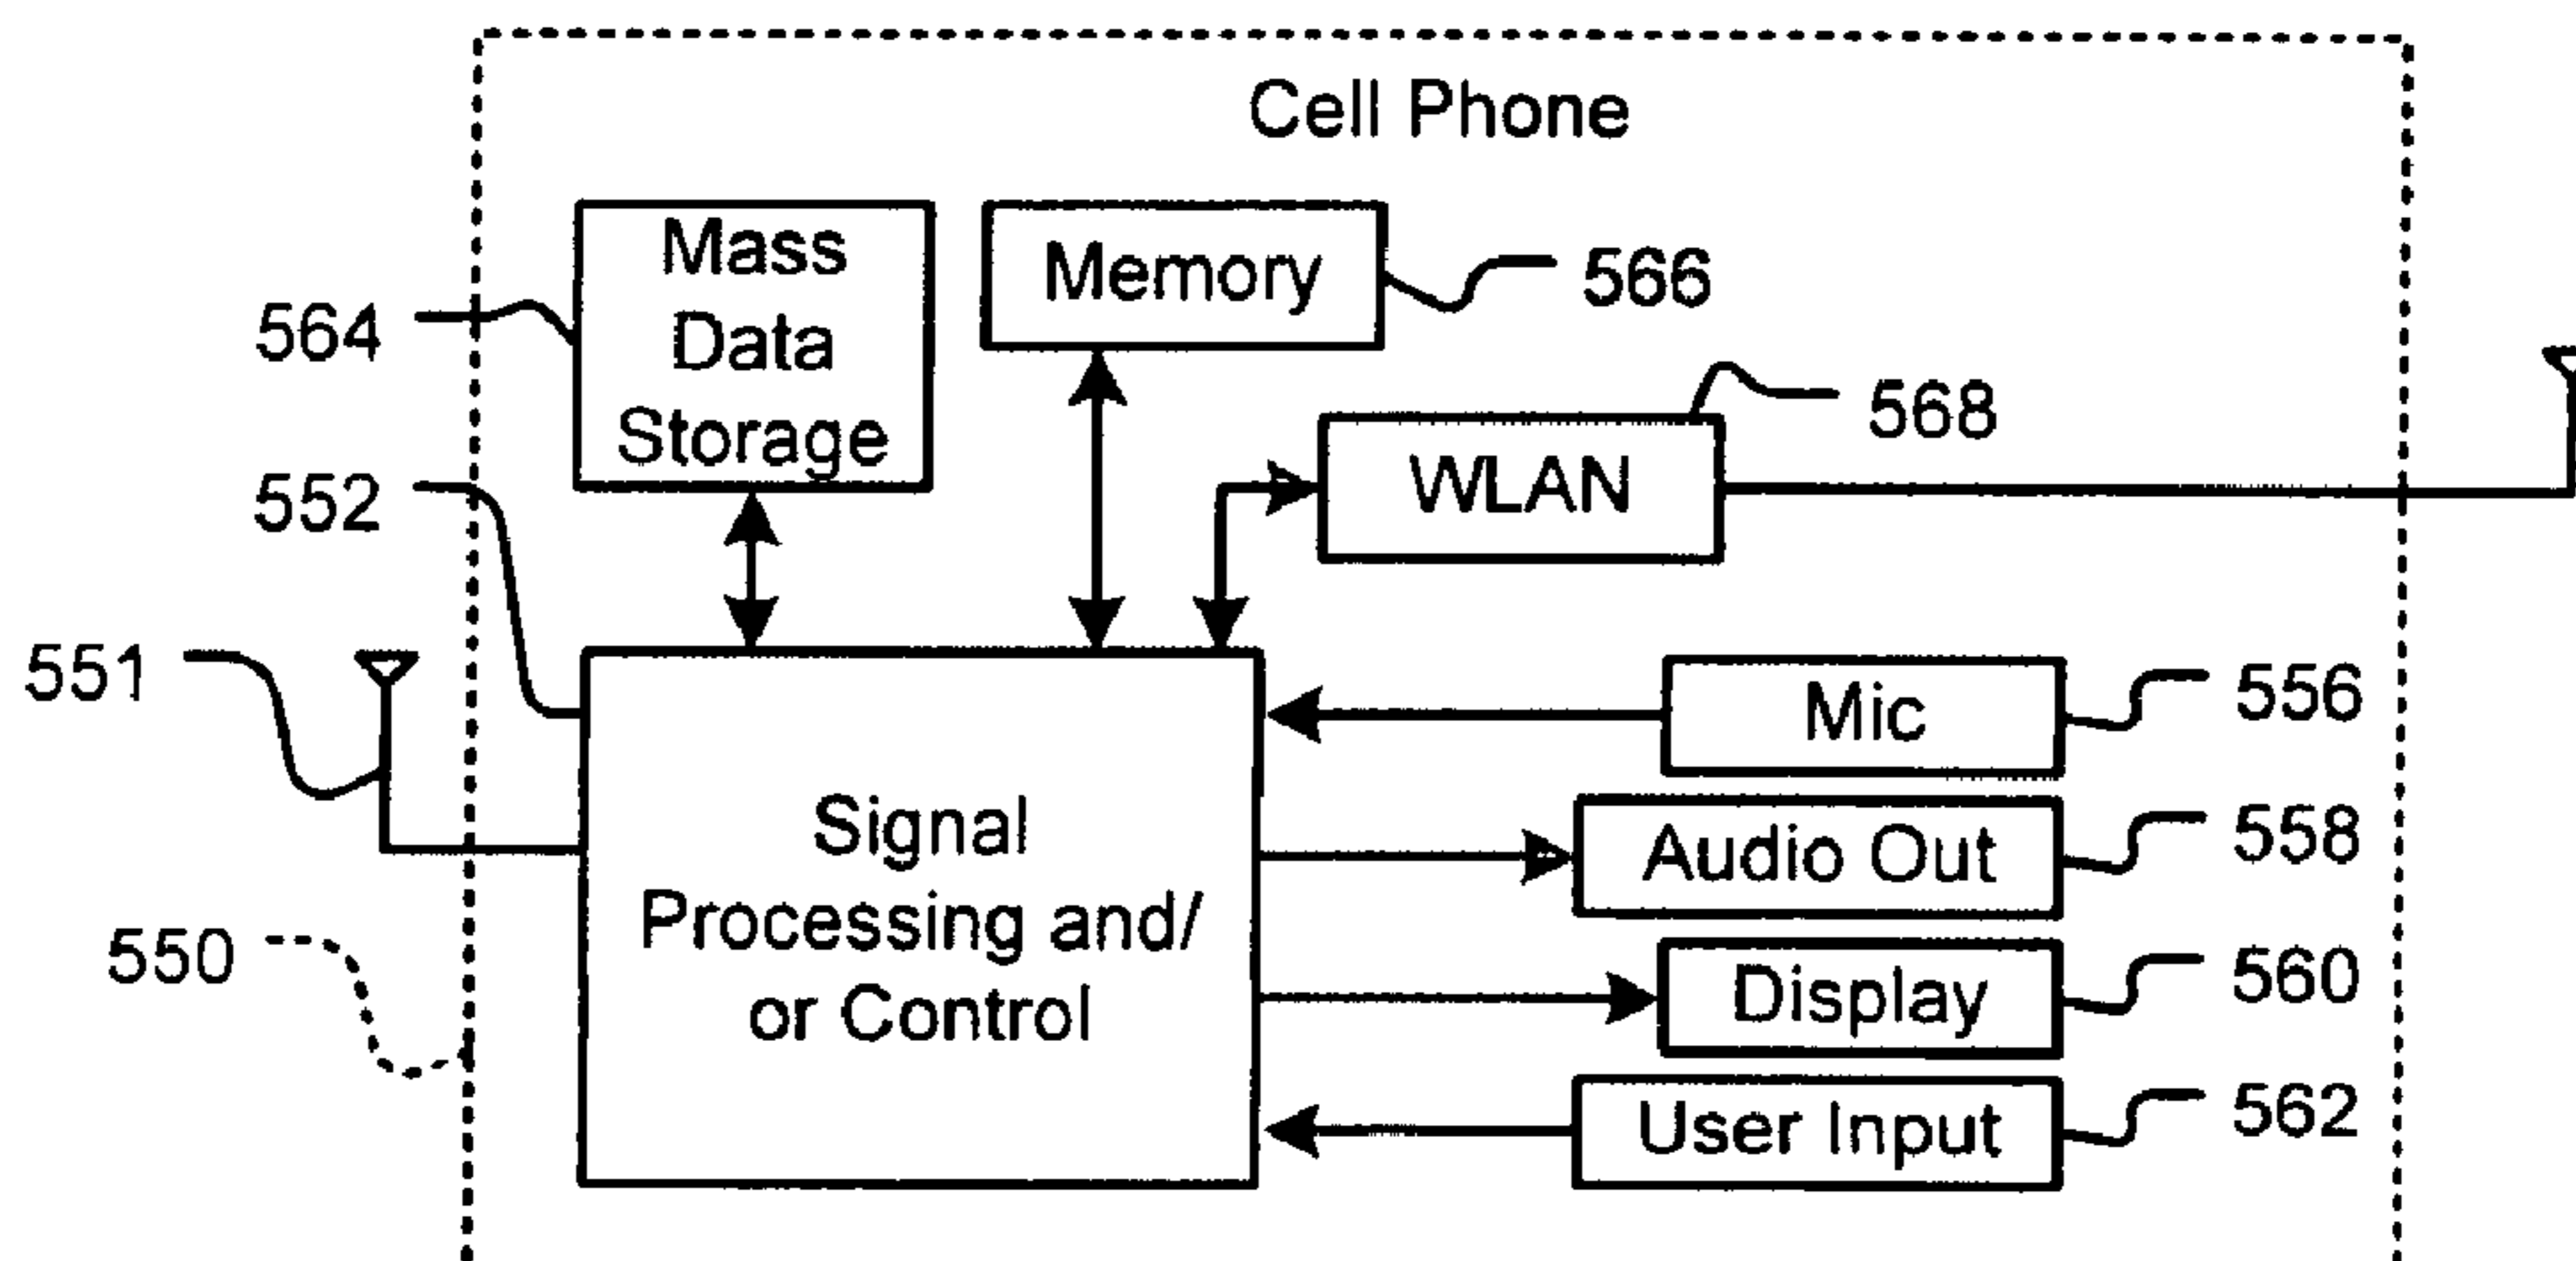 Cell Phone
Mass
Data
Storage
Memory
566
564
568
WLAN
552
551
Mic
556
Signal
Processing and/
or Control
Audio Out
558
550
Display
560
User Input
562